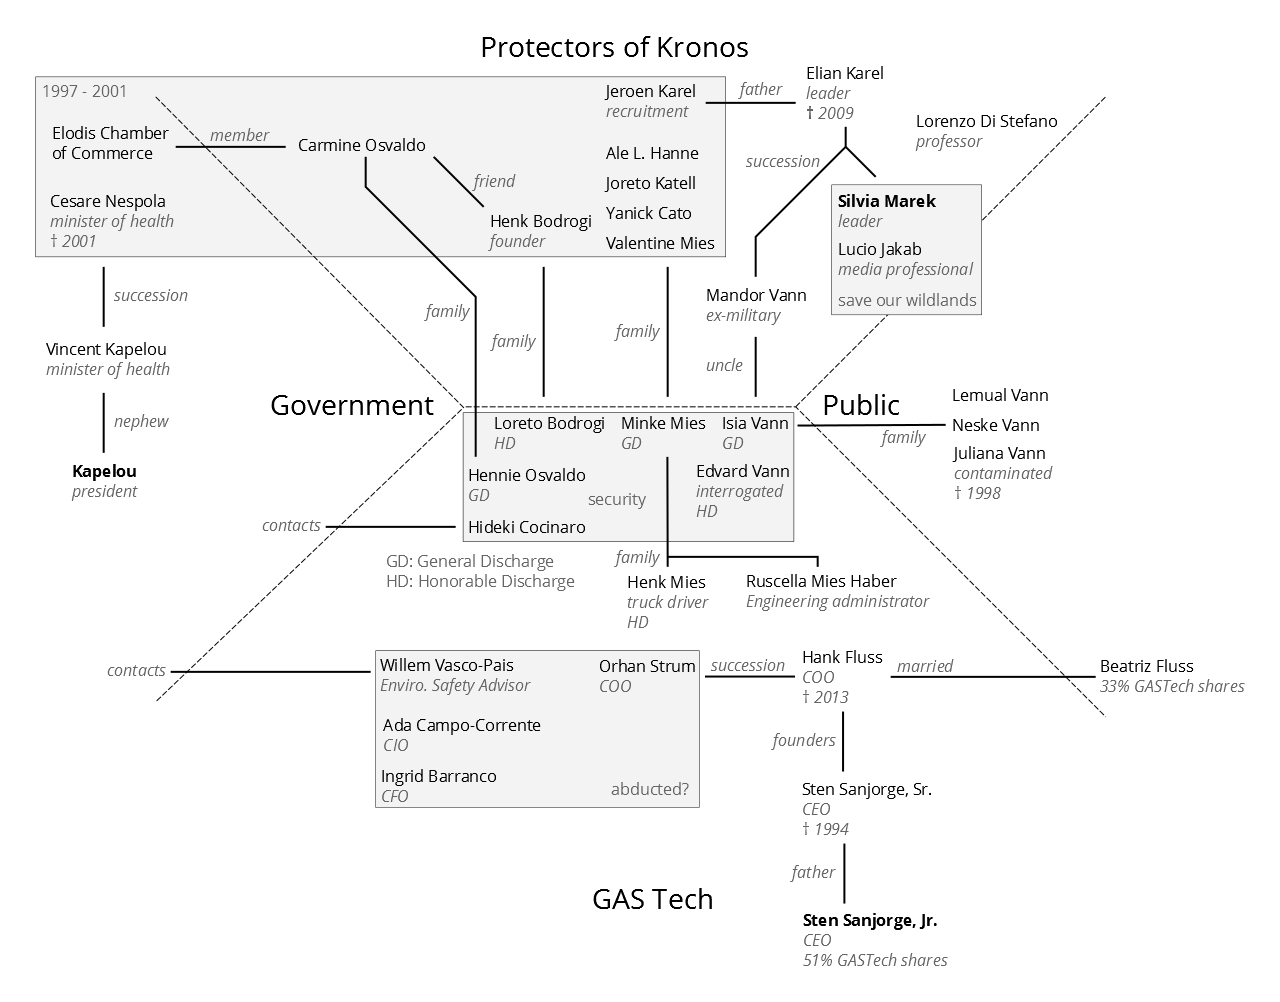 Protectors of Kronos
1997 - 2001
Elodis Chamber
of Commerce
member
Carmine Osvaldo
friend
Henk Bodrogi
founder
Cesare Nespola
minister of health
† 2001
Jeroen Karel
recruitment
Ale L. Hanne
Joreto Katell
Yanick Cato
Valentine Mies
father
Elian Karel
leader
† 2009
succession
Lorenzo Di Stefano
professor
Silvia Marek
leader
Lucio Jakab
media professional
save our wildlands
Mandor Vann
ex-military
uncle
succession
Vincent Kapelou
minister of health
nephew
Kapelou
president
family
family
family
Government
Public
Loreto Bodrogi
HD
Minke Mies
GD
Isia Vann
GD
Hennie Osvaldo
GD
security
Edvard Vann
interrogated
HD
Hideki Cocinaro
contacts
family
Lemual Vann
Neske Vann
Juliana Vann
contaminated
† 1998
GD: General Discharge
HD: Honorable Discharge
family
Henk Mies
truck driver
HD
Ruscella Mies Haber
Engineering administrator
contacts
Willem Vasco-Pais
Enviro. Safety Advisor
Orhan Strum
COO
Ada Campo-Corrente
CIO
Ingrid Barranco
CFO
abducted?
succession
Hank Fluss
COO
† 2013
married
Beatriz Fluss
33% GASTech shares
founders
Sten Sanjorge, Sr.
CEO
† 1994
father
Sten Sanjorge, Jr.
CEO
51% GASTech shares
GAS Tech